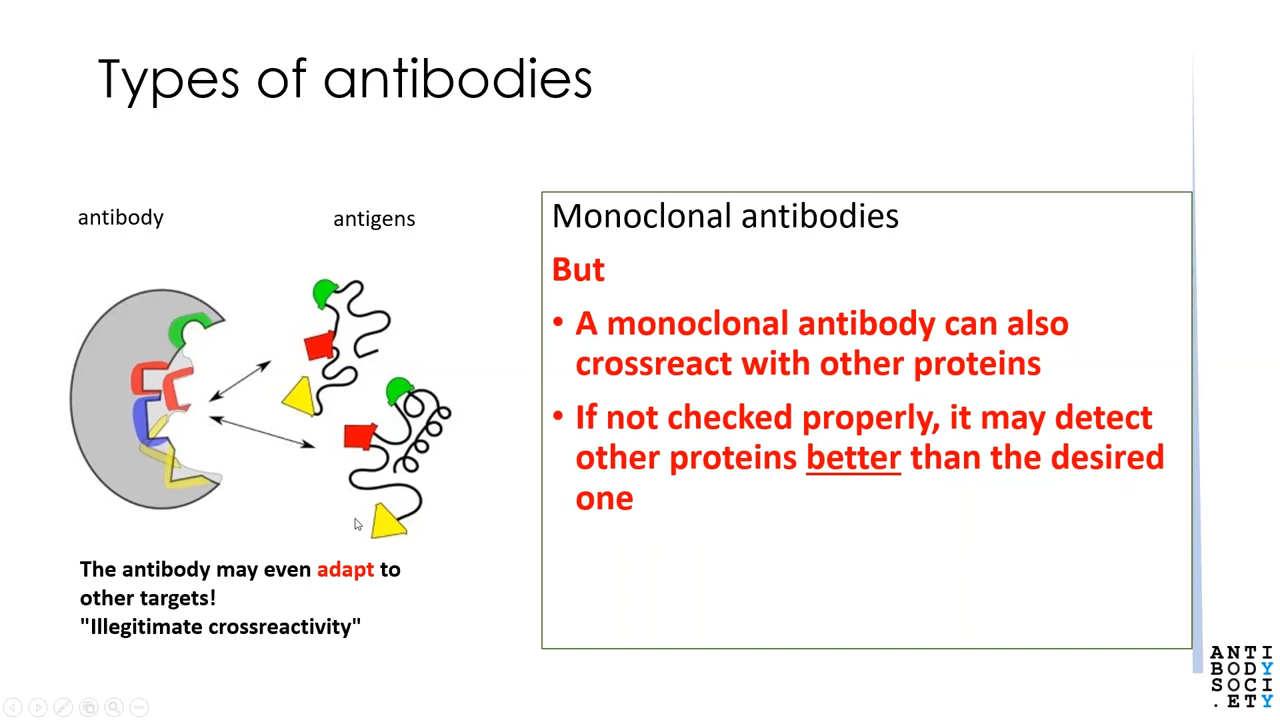 Types of antibodies
antibody
antigens
The antibody may even adapt to
other targets!
"Illegitimate crossreactivity"
Monoclonal antibodies
But
• A monoclonal antibody can also
crossreact with other proteins
• If not checked properly, it may detect
other proteins better than the desired
one
ANTI
BODY
SOCI
.ETY